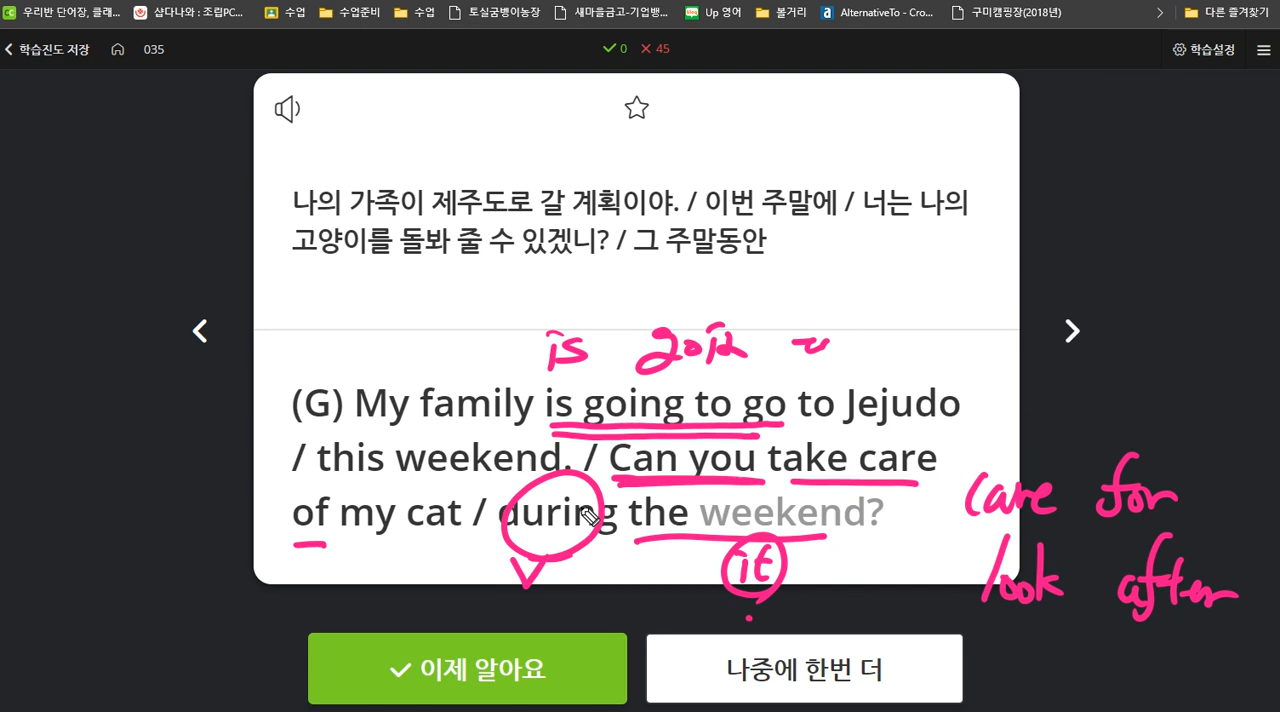 우리반 단어장, 클래... 샵다나와 : 조립PC... 수업 수업준비 수업 토실궁뱅이농장 새마을금고-기업뱅... Up 영어 볼거리 AlternativeTo - Cro... 구미캠핑장(2018년) 다른 즐겨찾기
학습진도 저장 035 0 45 학습설정
나의 가족이 제주도로 갈 계획이야. / 이번 주말에 / 너는 나의
고양이를 돌봐 줄 수 있겠니? / 그 주말동안
is
(G) My family is going to go to Jejudo
/ this weekend. / Can you take care
of my cat / during the weekend?
care for
it
look after
이제 알아요 나중에 한번 더